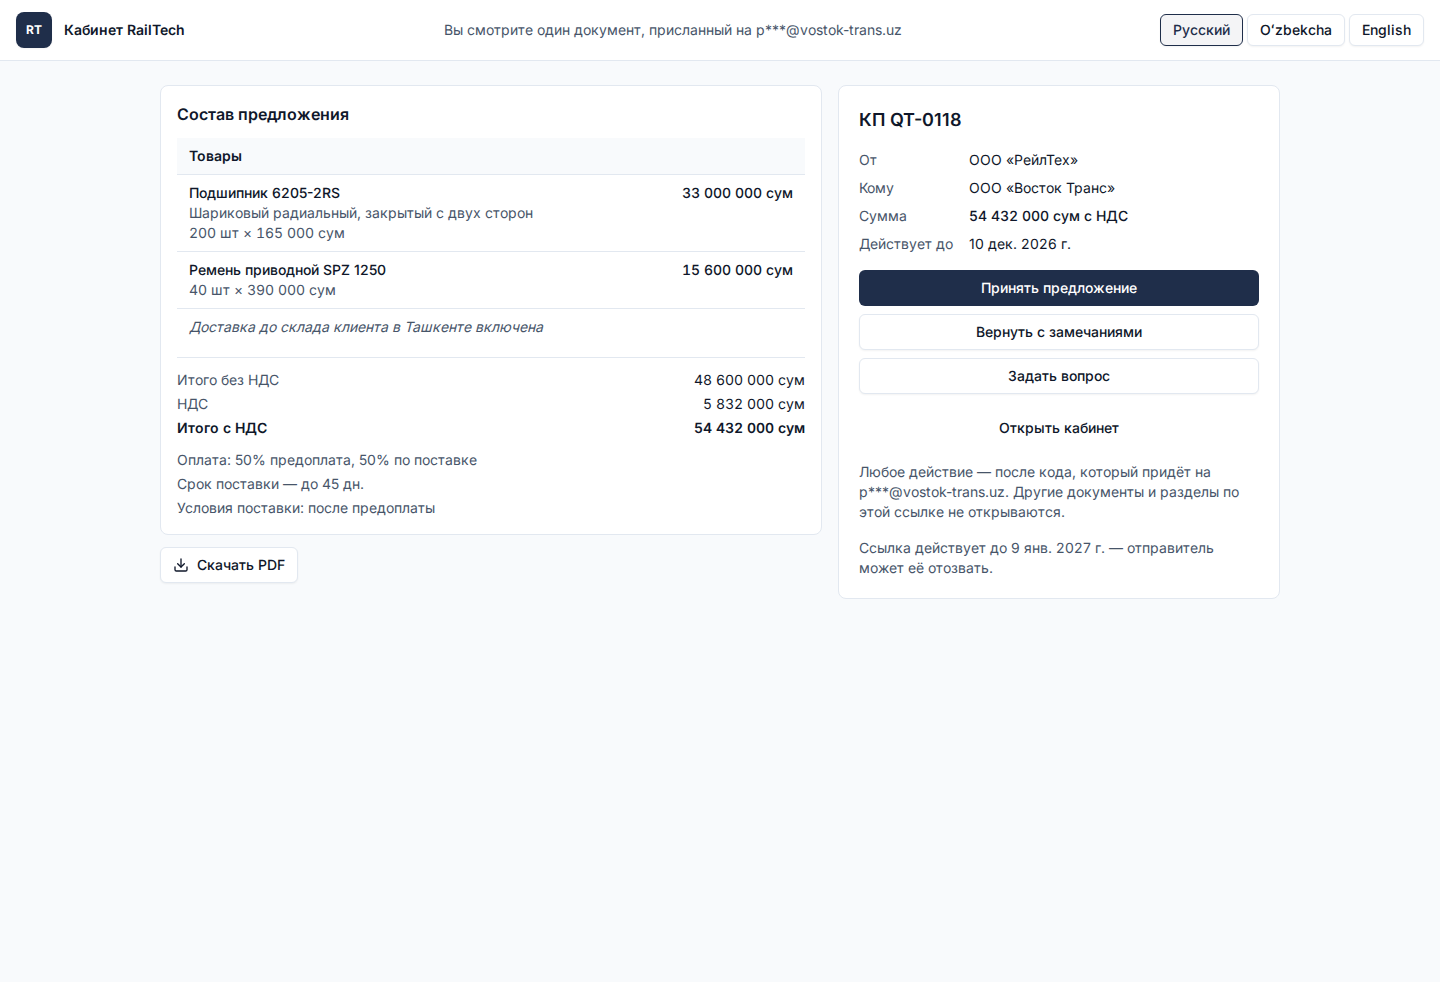 RT
Кабинет RailTech
Вы смотрите один документ, присланный на p***@vostok-trans.uz
Русский
Oʻzbekcha
English
Состав предложения
Товары
Подшипник 6205-2RS 33 000 000 сум
Шариковый радиальный, закрытый с двух сторон
200 шт × 165 000 сум
Ремень приводной SPZ 1250 15 600 000 сум
40 шт × 390 000 сум
Доставка до склада клиента в Ташкенте включена
Итого без НДС 48 600 000 сум
НДС 5 832 000 сум
Итого с НДС 54 432 000 сум
Оплата: 50% предоплата, 50% по поставке
Срок поставки — до 45 дн.
Условия поставки: после предоплаты
Скачать PDF
КП QT-0118
От ООО «РейлТех»
Кому ООО «Восток Транс»
Сумма 54 432 000 сум с НДС
Действует до 10 дек. 2026 г.
Принять предложение
Вернуть с замечаниями
Задать вопрос
Открыть кабинет
Любое действие — после кода, который придёт на
p***@vostok-trans.uz. Другие документы и разделы по
этой ссылке не открываются.
Ссылка действует до 9 янв. 2027 г. — отправитель
может её отозвать.